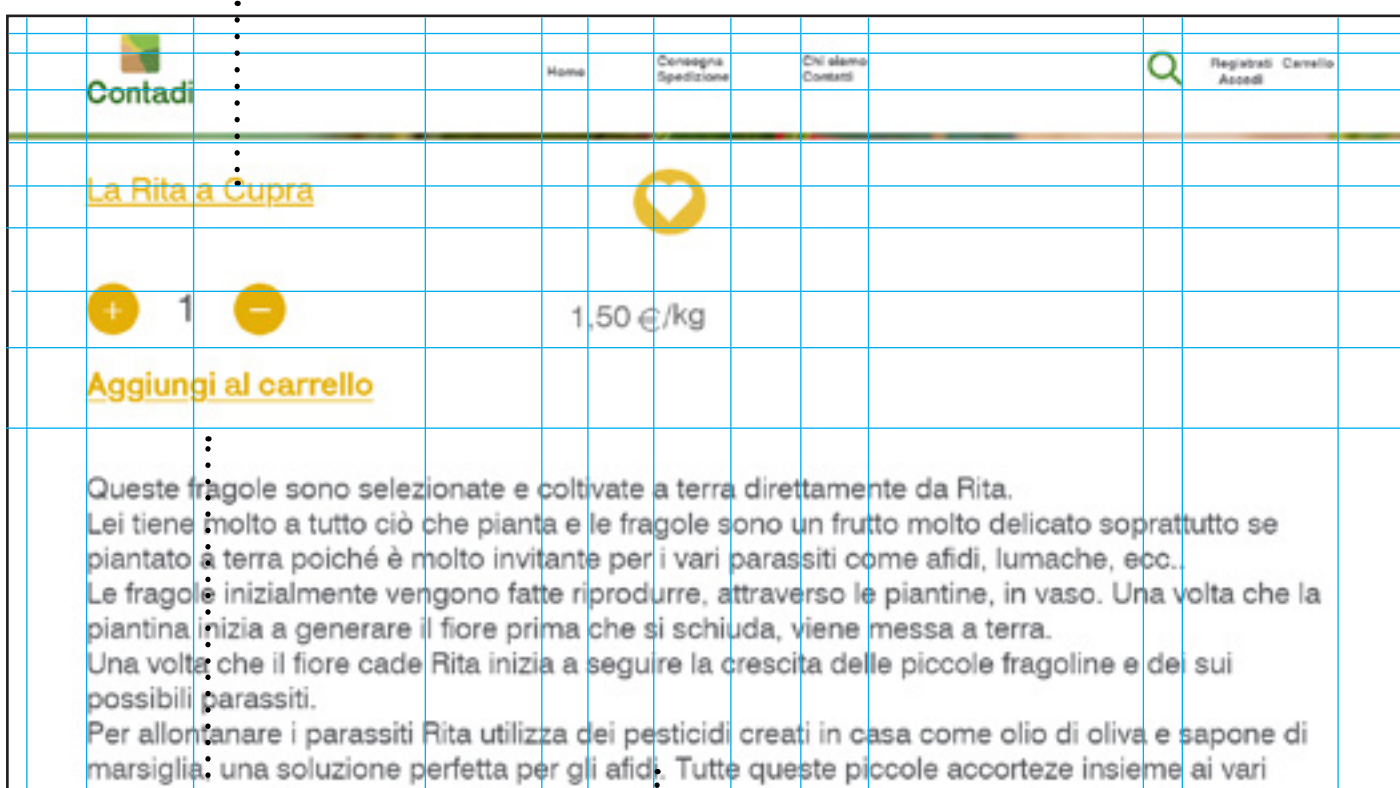 Contadi
Home
Consegna
Spedizione
Chi siamo
Contatti
Registrati Carrello
Accedi
La Rita a Cupra
+ 1 −
1,50 €/kg
Aggiungi al carrello
Queste fragole sono selezionate e coltivate a terra direttamente da Rita.
Lei tiene molto a tutto ciò che pianta e le fragole sono un frutto molto delicato soprattutto se
piantato a terra poiché è molto invitante per i vari parassiti come afidi, lumache, ecc..
Le fragole inizialmente vengono fatte riprodurre, attraverso le piantine, in vaso. Una volta che la
piantina inizia a generare il fiore prima che si schiuda, viene messa a terra.
Una volta che il fiore cade Rita inizia a seguire la crescita delle piccole fragoline e dei sui
possibili parassiti.
Per allontanare i parassiti Rita utilizza dei pesticidi creati in casa come olio di oliva e sapone di
marsiglia, una soluzione perfetta per gli afidi. Tutte queste piccole accorteze insieme ai vari